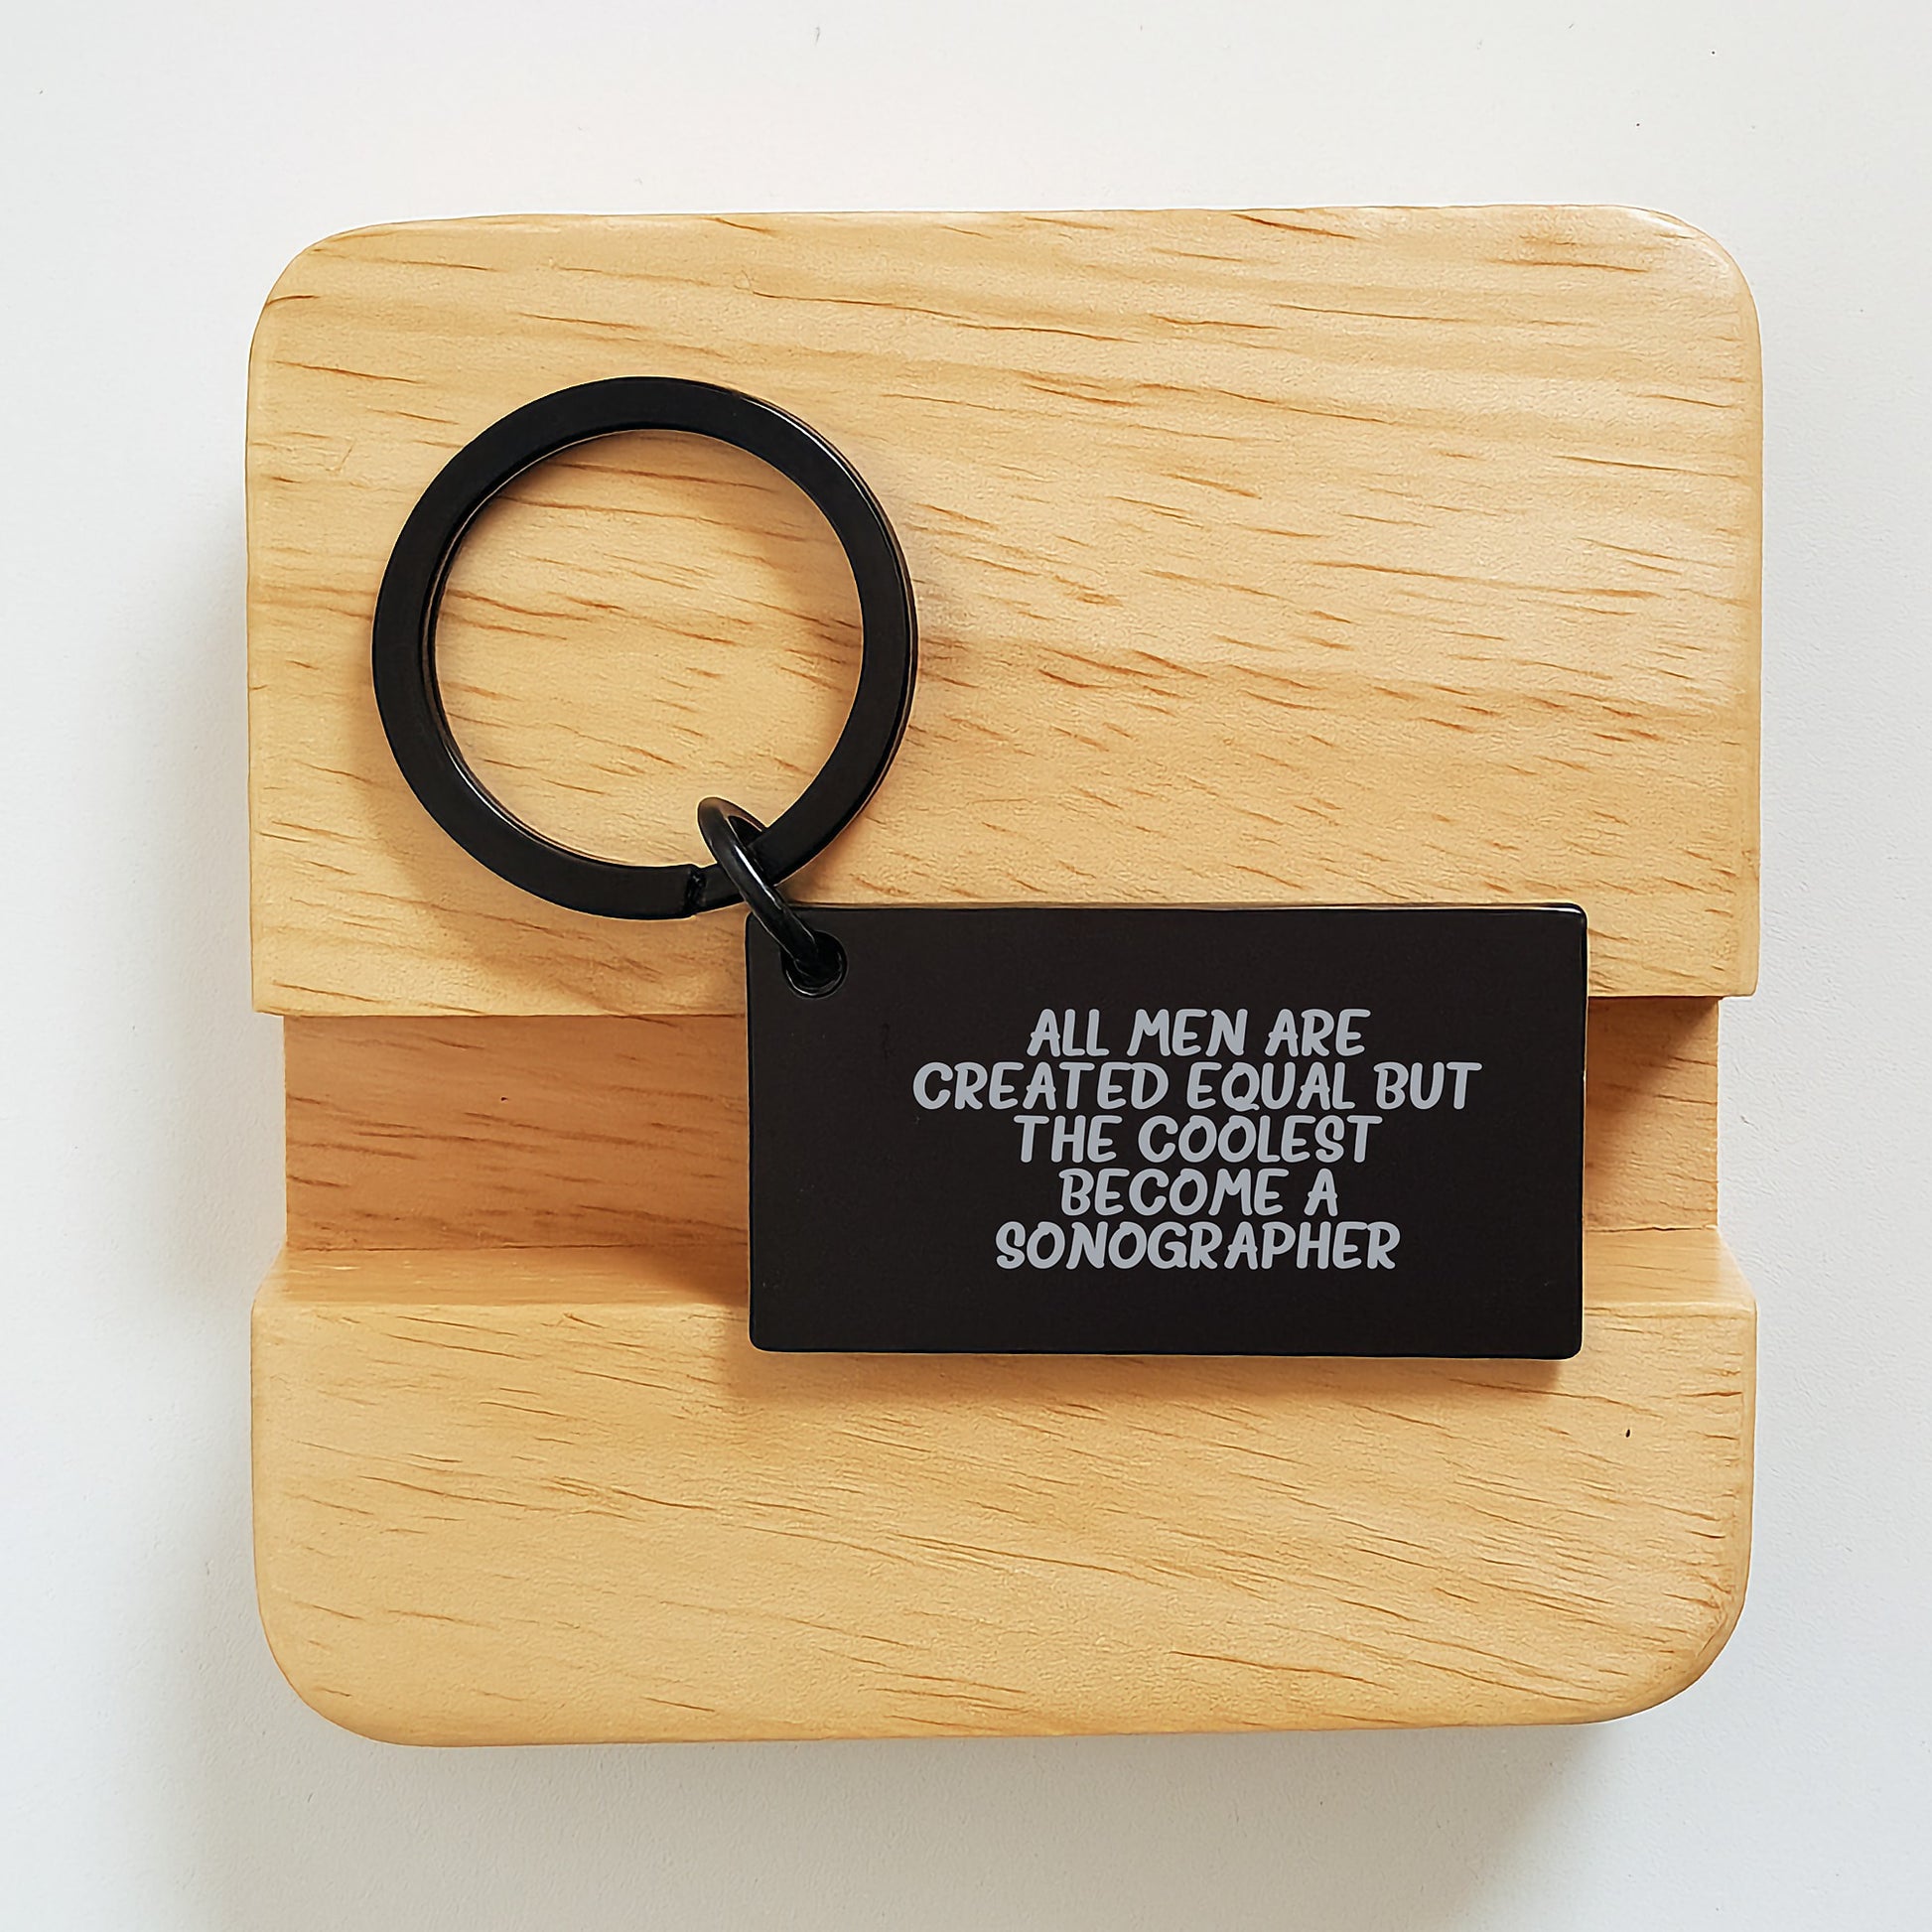 ALL MEN ARE
CREATED EQUAL BUT
THE COOLEST
BECOME A
SONOGRAPHER